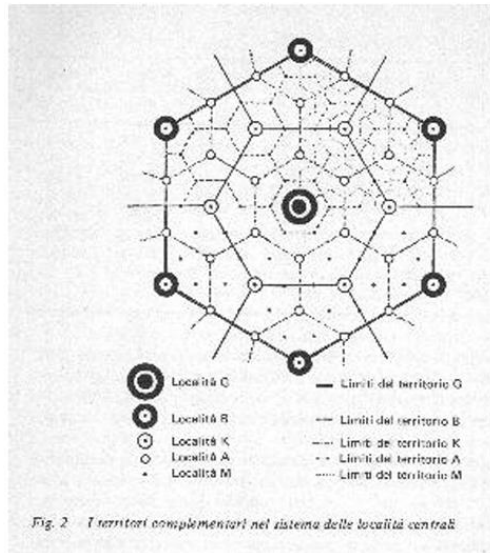 Località G
Località B
Località K
Località A
Località M
Limiti del territorio G
Limiti del territorio B
Limiti del territorio K
Limiti del territorio A
Limiti del territorio M
Fig. 2 - I territori complementari nel sistema delle località centrali